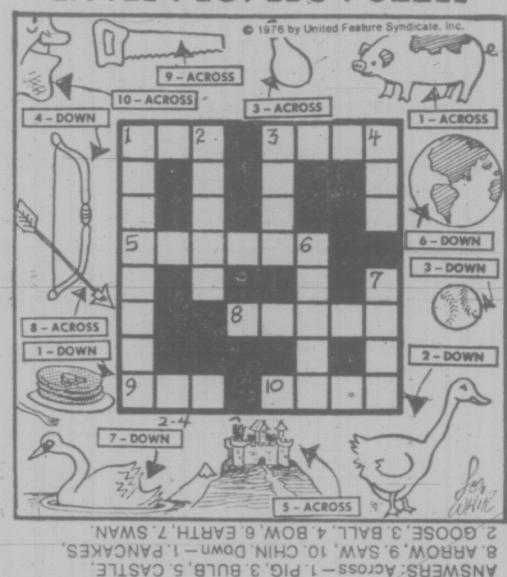 LITTLE PEOPLE'S PUZZLE
© 1976 by United Feature Syndicate, Inc.
9 – ACROSS
10 – ACROSS
3 – ACROSS
1 – ACROSS
4 – DOWN
1 2 3 4
5 6
6 – DOWN
3 – DOWN
7
8
8 – ACROSS
1 – DOWN
2 – DOWN
9 10
2-4
7 – DOWN
5 – ACROSS
ANSWERS: Across — 1. PIG, 3. BULB, 5. CASTLE,
8. ARROW, 9. SAW, 10. CHIN. Down — 1. PANCAKES,
2. GOOSE, 3. BALL, 4. BOW, 6. EARTH, 7. SWAN.